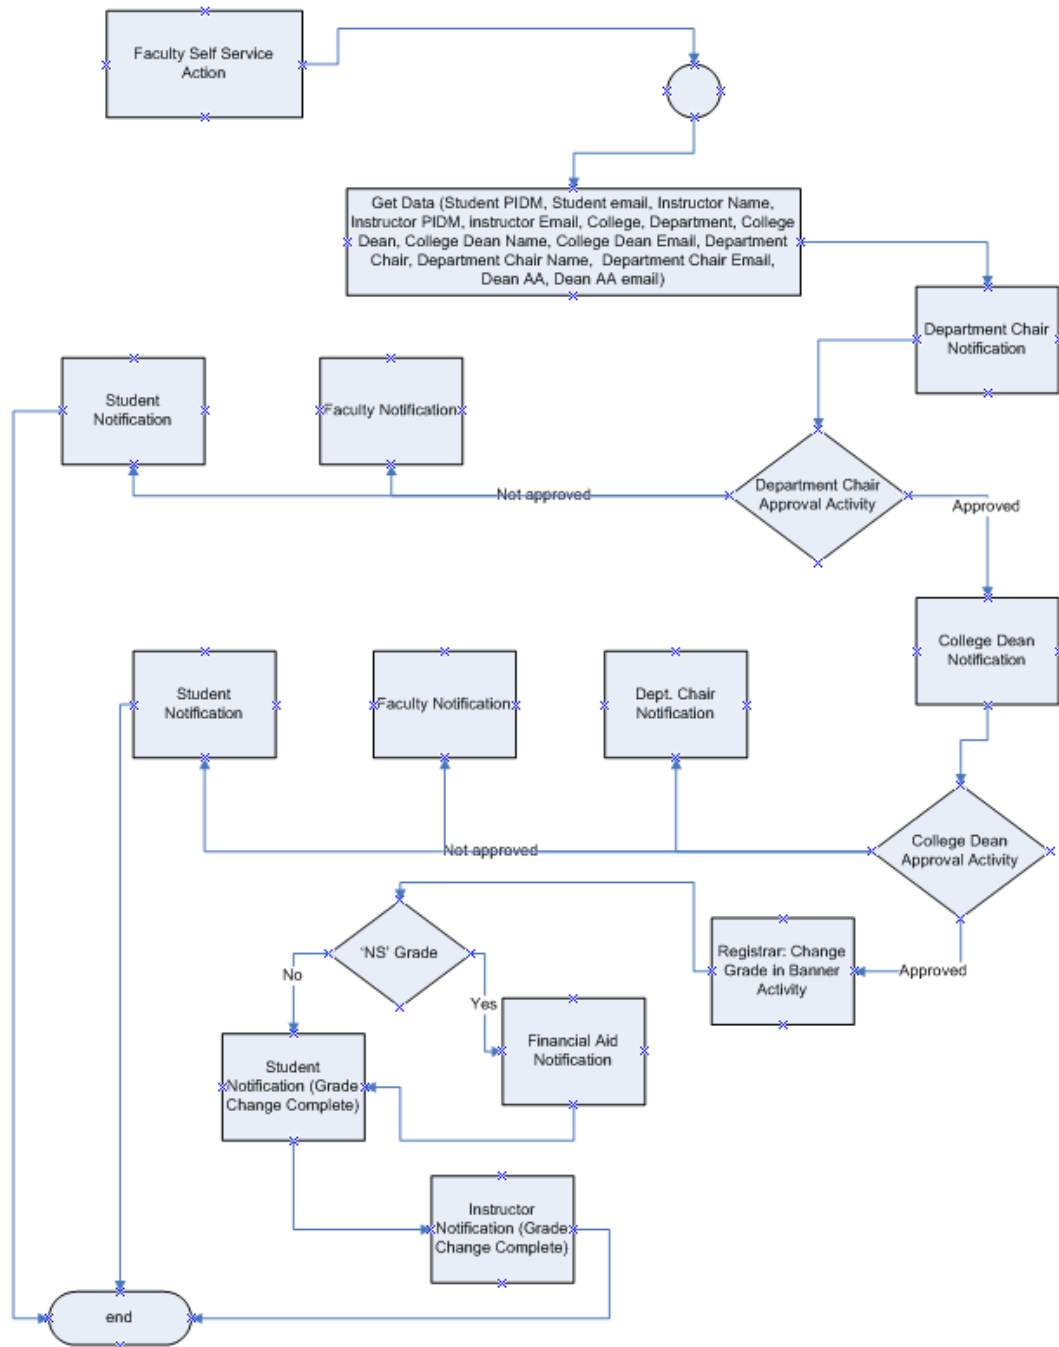 Faculty Self Service
Action
Get Data (Student PIDM, Student email, Instructor Name,
Instructor PIDM, instructor Email, College, Department, College
Dean, College Dean Name, College Dean Email, Department
Chair, Department Chair Name, Department Chair Email,
Dean AA, Dean AA email)
Department Chair
Notification
Student
Notification
Faculty Notification
Department Chair
Approval Activity
Not approved
Approved
College Dean
Notification
Student
Notification
Faculty Notification
Dept. Chair
Notification
College Dean
Approval Activity
Not approved
'NS' Grade
Registrar: Change
Grade in Banner
Activity
Approved
No
Yes
Financial Aid
Notification
Student
Notification (Grade
Change Complete)
Instructor
Notification (Grade
Change Complete)
end